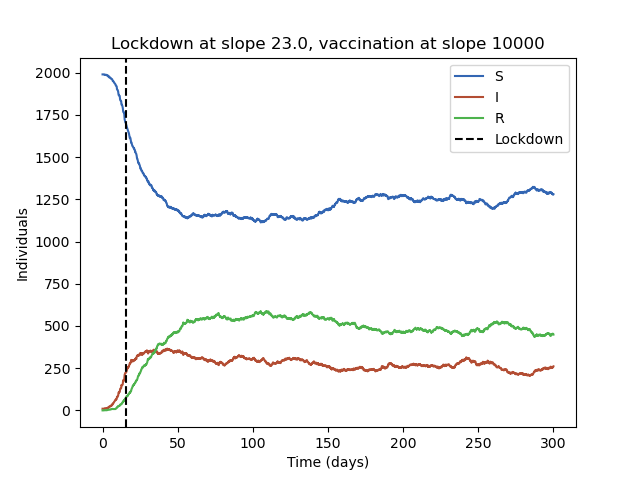 Lockdown at slope 23.0, vaccination at slope 10000
S
I
R
Lockdown
2000
1750
1500
1250
1000
750
500
250
0
Individuals
0 50 100 150 200 250 300
Time (days)